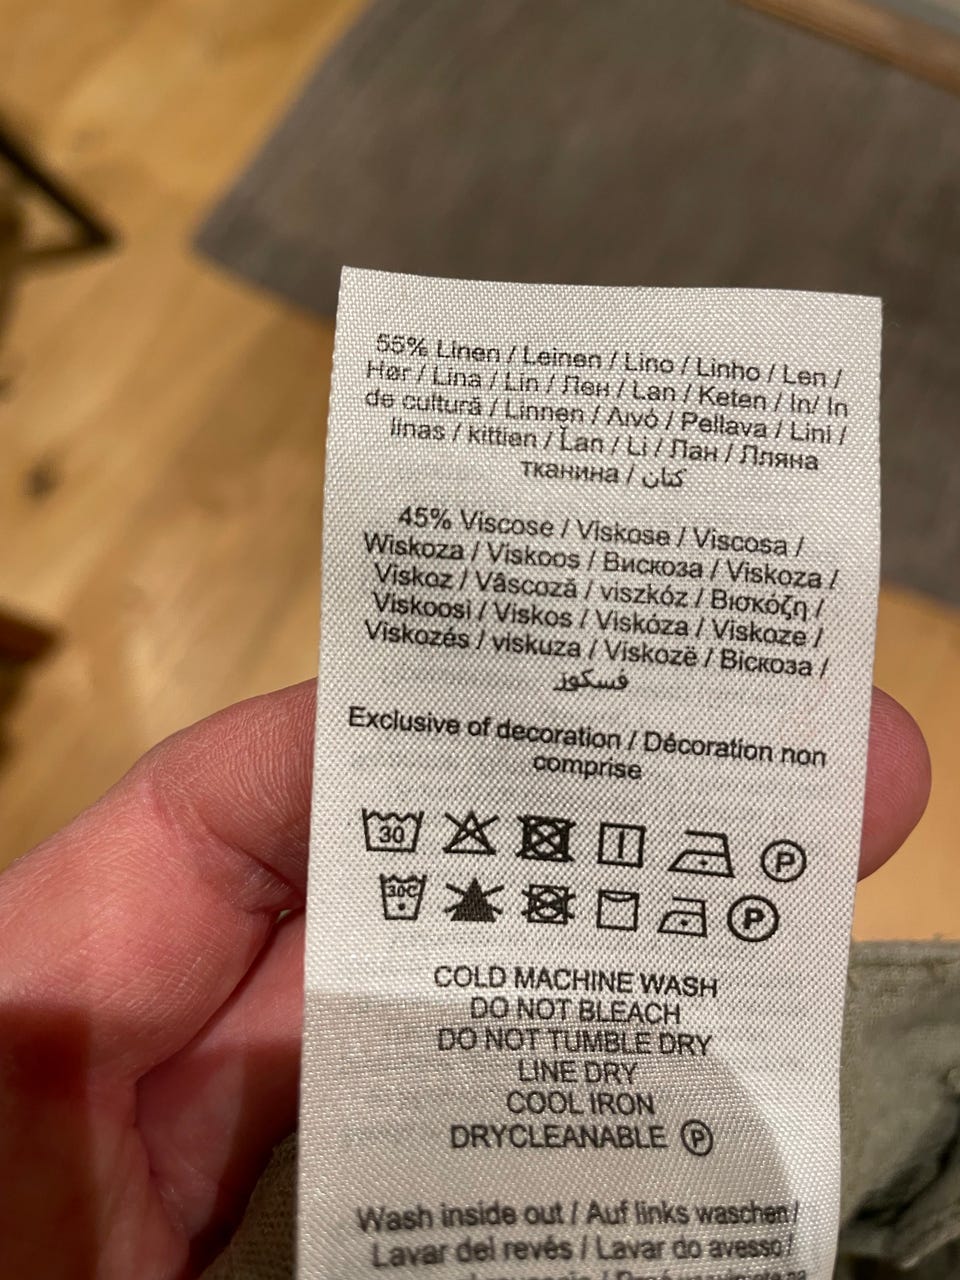 55% Linen / Leinen / Lino / Linho / Len /
Hør / Lina / Lin / Лен / Lan / Keten / In/ In
de cultură / Linnen / Λινό / Pellava / Lini /
linas / kittien / Ľan / Li / Лан / Лляна
тканина / كتان
45% Viscose / Viskose / Viscosa /
Wiskoza / Viskoos / Вискоза / Viskoza /
Viskoz / Vâscoză / viszkóz / Βισκόζη /
Viskoosi / Viskos / Viskóza / Viskoze /
Viskozés / viskuza / Viskozë / Віскоза /
فسكوز
Exclusive of decoration / Décoration non
comprise
30 P
30C P
COLD MACHINE WASH
DO NOT BLEACH
DO NOT TUMBLE DRY
LINE DRY
COOL IRON
DRYCLEANABLE P
Wash inside out / Auf links waschen /
Lavar del revés / Lavar do avesso /